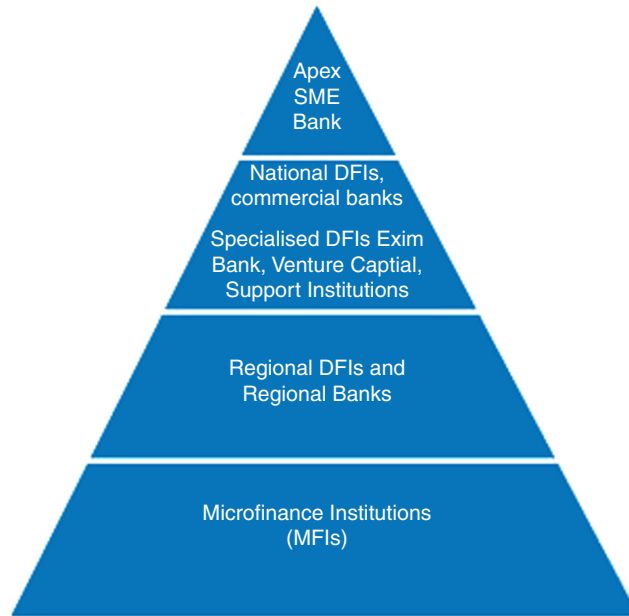 Apex
SME
Bank
National DFIs,
commercial banks
Specialised DFIs Exim
Bank, Venture Captial,
Support Institutions
Regional DFIs and
Regional Banks
Microfinance Institutions
(MFIs)